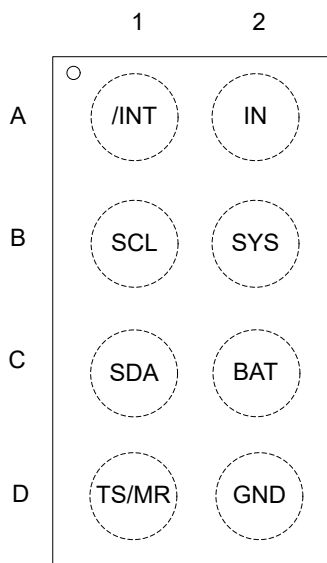 1 2
A /INT IN
B SCL SYS
C SDA BAT
D TS/MR GND